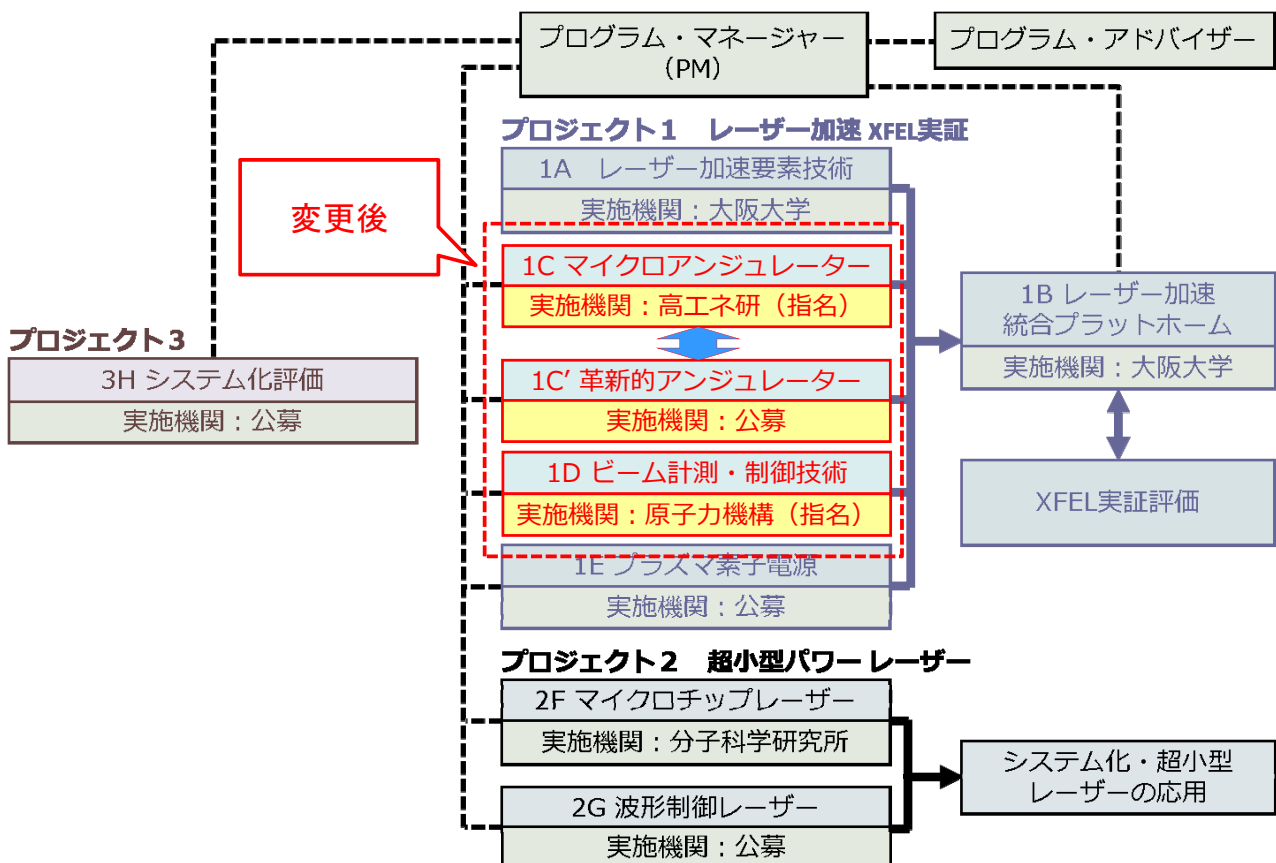 プログラム・マネージャー
（PM）
プログラム・アドバイザー
プロジェクト１　レーザー加速 XFEL実証
1A　レーザー加速要素技術
実施機関：大阪大学
変更後
1C マイクロアンジュレーター
実施機関：高エネ研（指名）
1B レーザー加速
統合プラットホーム
実施機関：大阪大学
プロジェクト３
3H システム化評価
実施機関：公募
1C′ 革新的アンジュレーター
実施機関：公募
1D ビーム計測・制御技術
実施機関：原子力機構（指名）
XFEL実証評価
1E プラズマ素子電源
実施機関：公募
プロジェクト２　超小型パワーレーザー
2F マイクロチップレーザー
実施機関：分子科学研究所
システム化・超小型
レーザーの応用
2G 波形制御レーザー
実施機関：公募